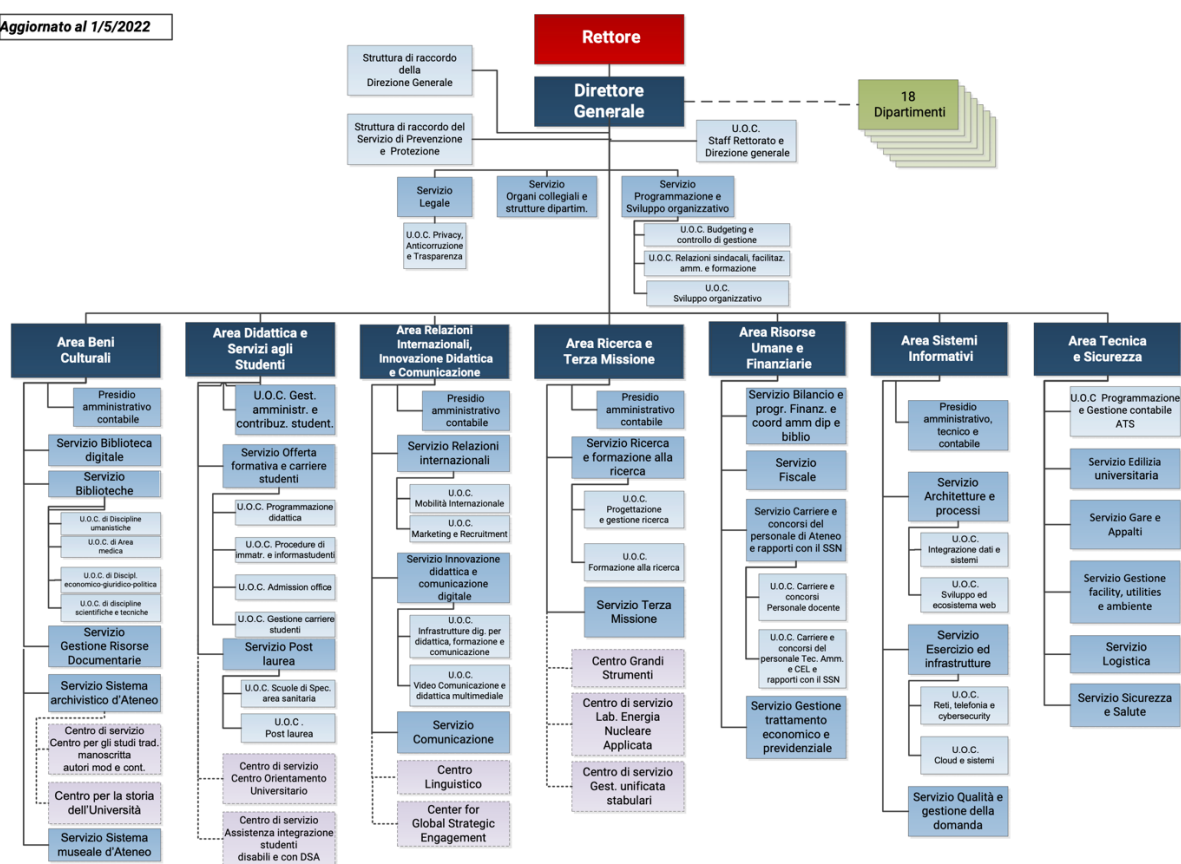 Aggiornato al 1/5/2022
Rettore
Struttura di raccordo
della
Direzione Generale
Direttore
Generale
18
Dipartimenti
Struttura di raccordo del
Servizio di Prevenzione
e Protezione
U.O.C.
Staff Rettorato e
Direzione generale
Servizio
Legale
Servizio
Organi collegiali e
strutture dipartim.
Servizio
Programmazione e
Sviluppo organizzativo
U.O.C. Privacy,
Anticorruzione
e Trasparenza
U.O.C. Budgeting e
controllo di gestione
U.O.C. Relazioni sindacali, facilitaz.
amm. e formazione
U.O.C.
Sviluppo organizzativo
Area Beni
Culturali
Presidio
amministrativo
contabile
Servizio Biblioteca
digitale
Servizio
Biblioteche
U.O.C. di Discipline
umanistiche
U.O.C. di Area
medica
U.O.C. di Discipl.
economico-giuridico-politica
U.O.C. di discipline
scientifiche e tecniche
Servizio
Gestione Risorse
Documentarie
Servizio Sistema
archivistico d'Ateneo
Centro di servizio
Centro per gli studi trad.
manoscritta
autori mod e cont.
Centro per la storia
dell'Università
Servizio Sistema
museale d'Ateneo
Area Didattica e
Servizi agli
Studenti
U.O.C. Gest.
amministr. e
contribuz. student.
Servizio Offerta
formativa e carriere
studenti
U.O.C. Programmazione
didattica
U.O.C. Procedure di
immatr. e informastudenti
U.O.C. Admission office
U.O.C. Gestione carriere
studenti
Servizio Post
laurea
U.O.C. Scuole di Spec.
area sanitaria
U.O.C .
Post laurea
Centro di servizio
Centro Orientamento
Universitario
Centro di servizio
Assistenza integrazione
studenti
disabili e con DSA
Area Relazioni
Internazionali,
Innovazione Didattica
e Comunicazione
Presidio
amministrativo
contabile
Servizio Relazioni
internazionali
U.O.C.
Mobilità Internazionale
U.O.C.
Marketing e Recruitment
Servizio Innovazione
didattica e
comunicazione
digitale
U.O.C.
Infrastrutture dig. per
didattica, formazione e
comunicazione
U.O.C.
Video Comunicazione e
didattica multimediale
Servizio
Comunicazione
Centro
Linguistico
Center for
Global Strategic
Engagement
Area Ricerca e
Terza Missione
Presidio
amministrativo
contabile
Servizio Ricerca
e formazione alla
ricerca
U.O.C.
Progettazione
e gestione ricerca
U.O.C.
Formazione alla ricerca
Servizio Terza
Missione
Centro Grandi
Strumenti
Centro di servizio
Lab. Energia
Nucleare
Applicata
Centro di servizio
Gest. unificata
stabulari
Area Risorse
Umane e
Finanziarie
Servizio Bilancio e
progr. Finanz. e
coord amm dip e
biblio
Servizio
Fiscale
Servizio Carriere e
concorsi del
personale di Ateneo
e rapporti con il SSN
U.O.C. Carriere e
concorsi
Personale docente
U.O.C. Carriere e
concorsi del
personale Tec. Amm.
e CEL e
rapporti con il SSN
Servizio Gestione
trattamento
economico e
previdenziale
Area Sistemi
Informativi
Presidio
amministrativo,
tecnico e
contabile
Servizio
Architetture e
processi
U.O.C.
Integrazione dati e
sistemi
U.O.C.
Sviluppo ed
ecosistema web
Servizio
Esercizio ed
infrastrutture
U.O.C.
Reti, telefonia e
cybersecurity
U.O.C.
Cloud e sistemi
Servizio Qualità e
gestione della
domanda
Area Tecnica
e Sicurezza
U.O.C Programmazione
e Gestione contabile
ATS
Servizio Edilizia
universitaria
Servizio Gare e
Appalti
Servizio Gestione
facility, utilities
e ambiente
Servizio
Logistica
Servizio Sicurezza
e Salute